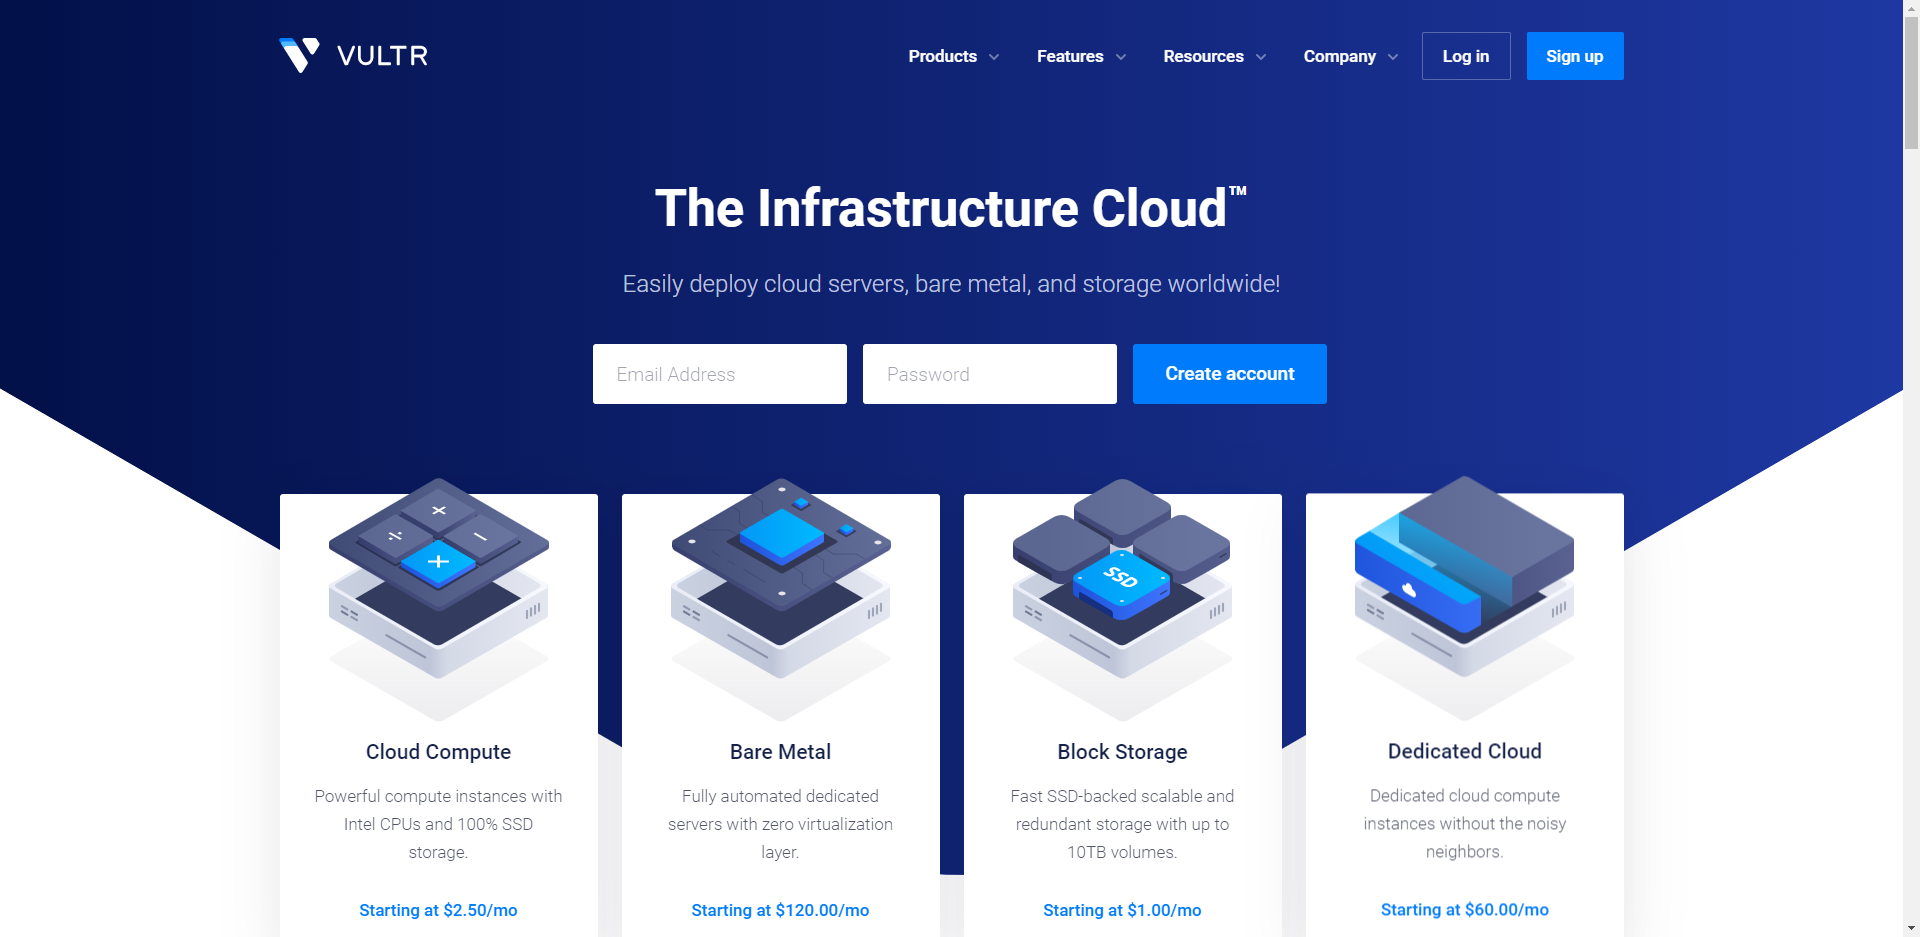 VULTR
Products
Features
Resources
Company
Log in
Sign up
The Infrastructure Cloud™
Easily deploy cloud servers, bare metal, and storage worldwide!
Email Address
Password
Create account
SSD
Cloud Compute
Powerful compute instances with
Intel CPUs and 100% SSD
storage.
Starting at $2.50/mo
Bare Metal
Fully automated dedicated
servers with zero virtualization
layer.
Starting at $120.00/mo
Block Storage
Fast SSD-backed scalable and
redundant storage with up to
10TB volumes.
Starting at $1.00/mo
Dedicated Cloud
Dedicated cloud compute
instances without the noisy
neighbors.
Starting at $60.00/mo